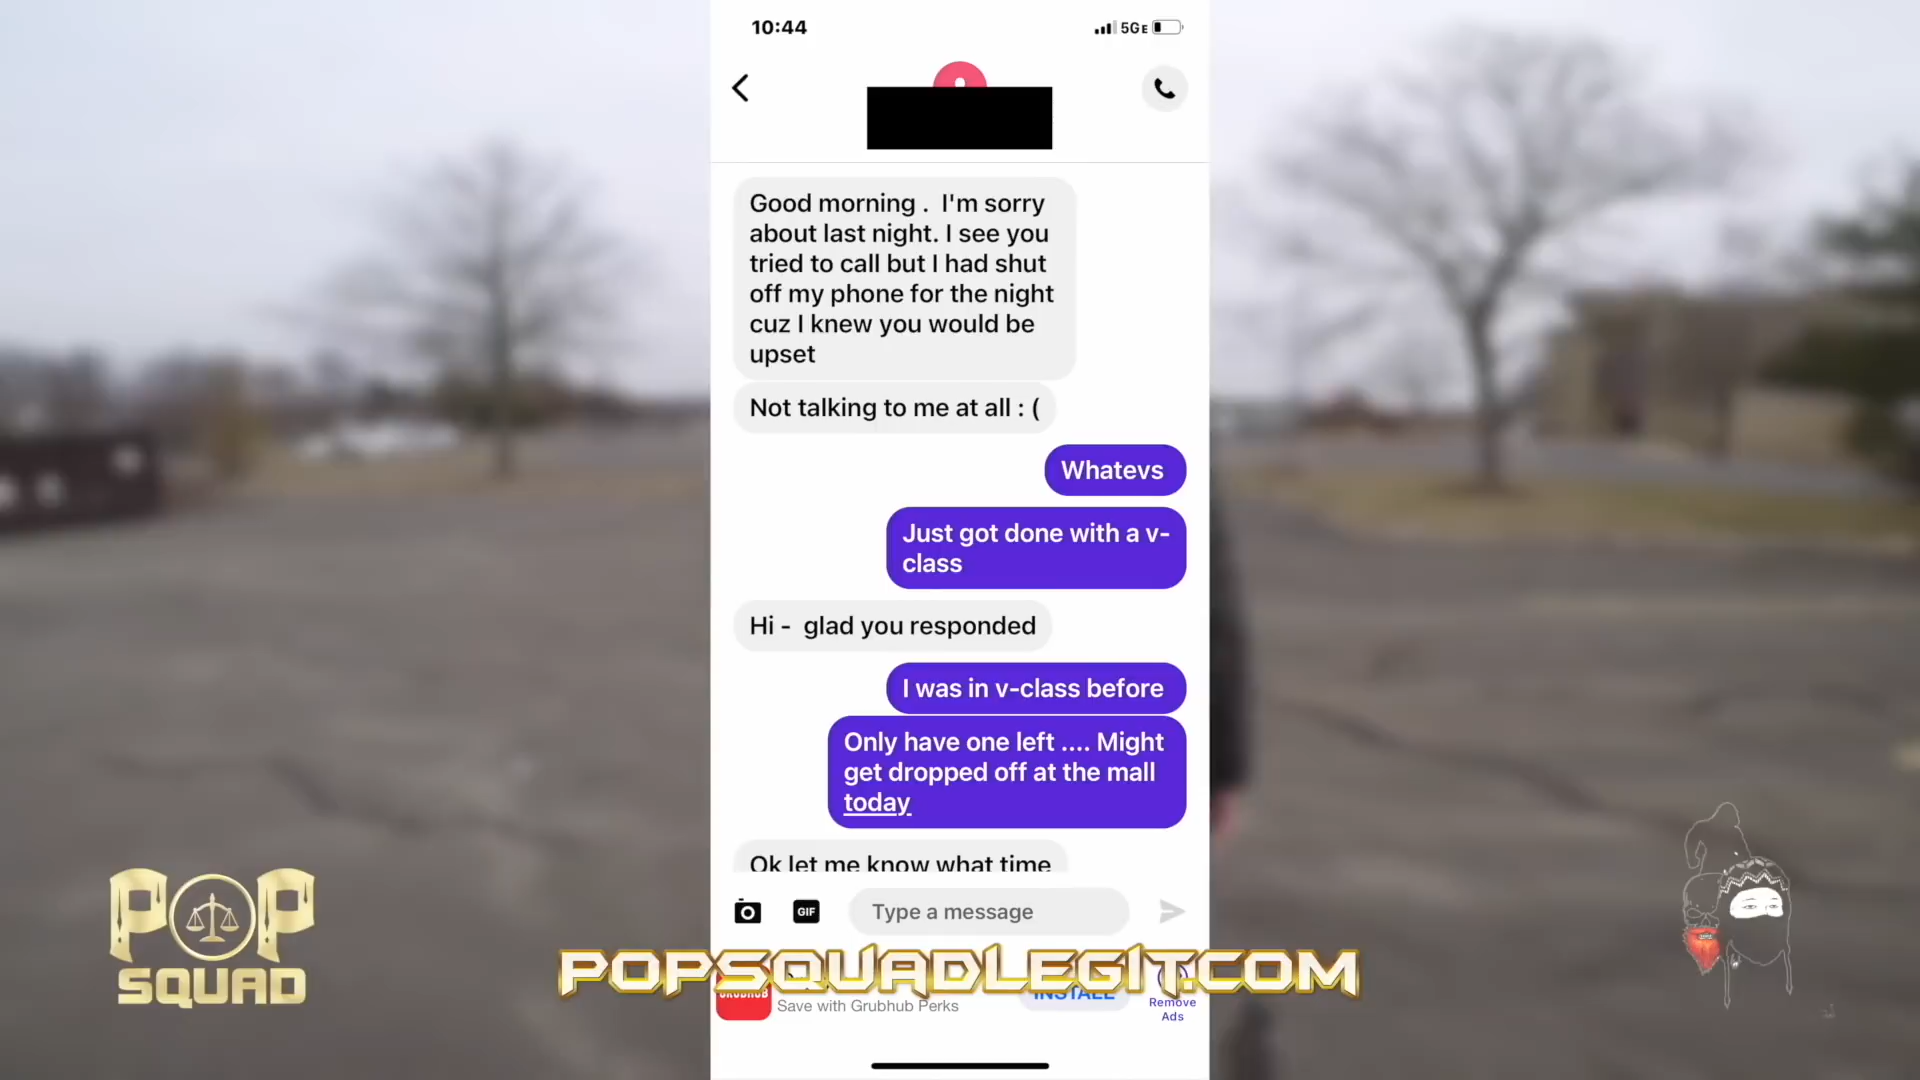 10:44
5GE
Good morning .  I'm sorry
about last night. I see you
tried to call but I had shut
off my phone for the night
cuz I knew you would be
upset
Not talking to me at all : (
Whatevs
Just got done with a v-
class
Hi -  glad you responded
I was in v-class before
Only have one left .... Might
get dropped off at the mall
today.
Ok let me know what time
GIF
Type a message
POP
SQUAD
POPSQUADLEGIT.COM
GRUBHUB
INSTALL
Save with Grubhub Perks
Remove
Ads